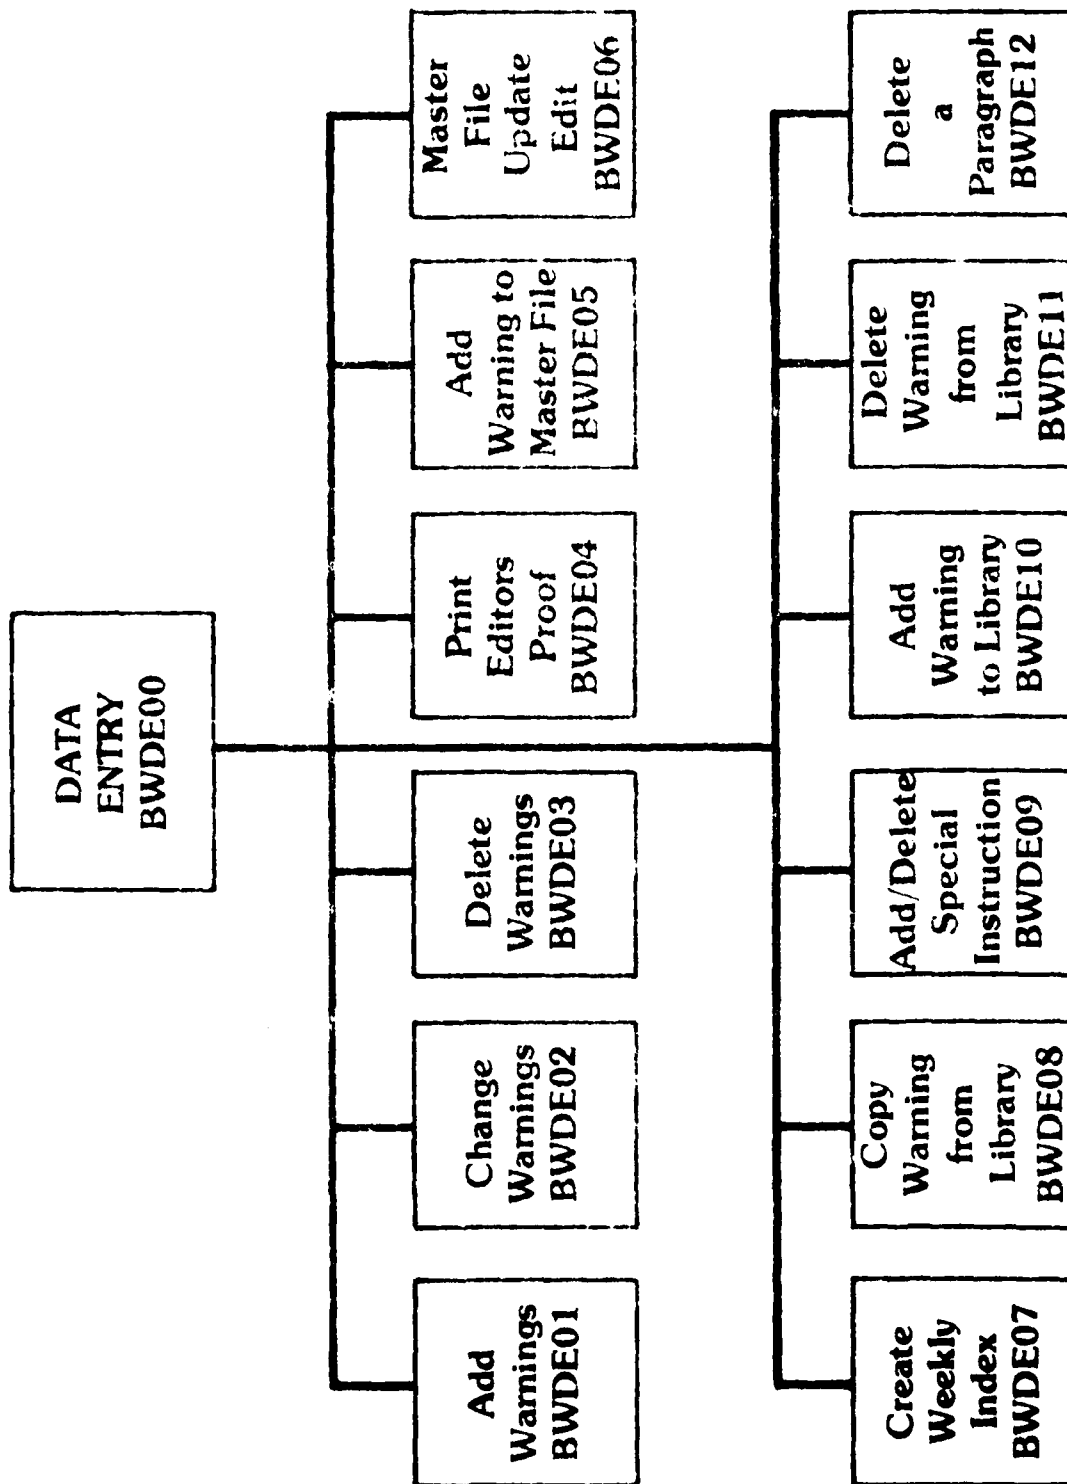 DATA
ENTRY
BWDE00
Add
Warnings
BWDE01
Change
Warnings
BWDE02
Delete
Warnings
BWDE03
Print
Editors
Proof
BWDE04
Add
Warning to
Master File
BWDE05
Master
File
Update
Edit
BWDE06
Create
Weekly
Index
BWDE07
Copy
Warning
from
Library
BWDE08
Add/Delete
Special
Instruction
BWDE09
Add
Warning
to Library
BWDE10
Delete
Warning
from
Library
BWDE11
Delete
a
Paragraph
BWDE12